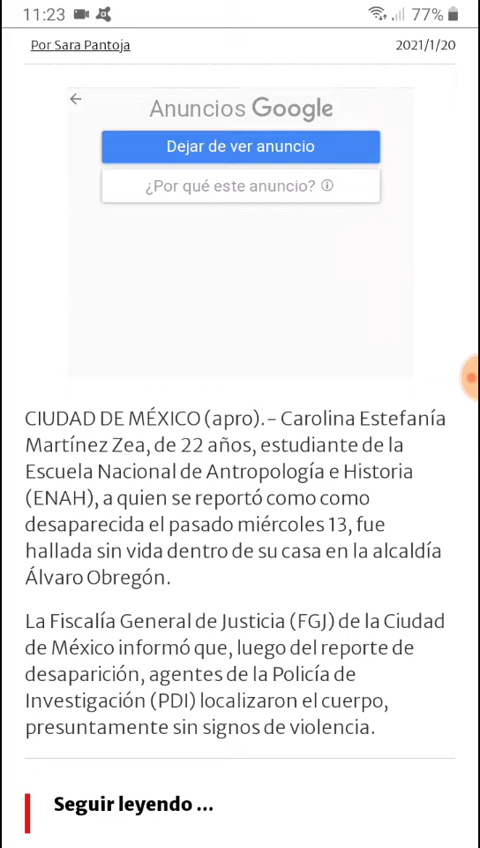 11:23 77%
Por Sara Pantoja 2021/1/20
Anuncios Google
Dejar de ver anuncio
¿Por qué este anuncio?
CIUDAD DE MÉXICO (apro).- Carolina Estefanía
Martínez Zea, de 22 años, estudiante de la
Escuela Nacional de Antropología e Historia
(ENAH), a quien se reportó como como
desaparecida el pasado miércoles 13, fue
hallada sin vida dentro de su casa en la alcaldía
Álvaro Obregón.
La Fiscalía General de Justicia (FGJ) de la Ciudad
de México informó que, luego del reporte de
desaparición, agentes de la Policía de
Investigación (PDI) localizaron el cuerpo,
presuntamente sin signos de violencia.
Seguir leyendo ...